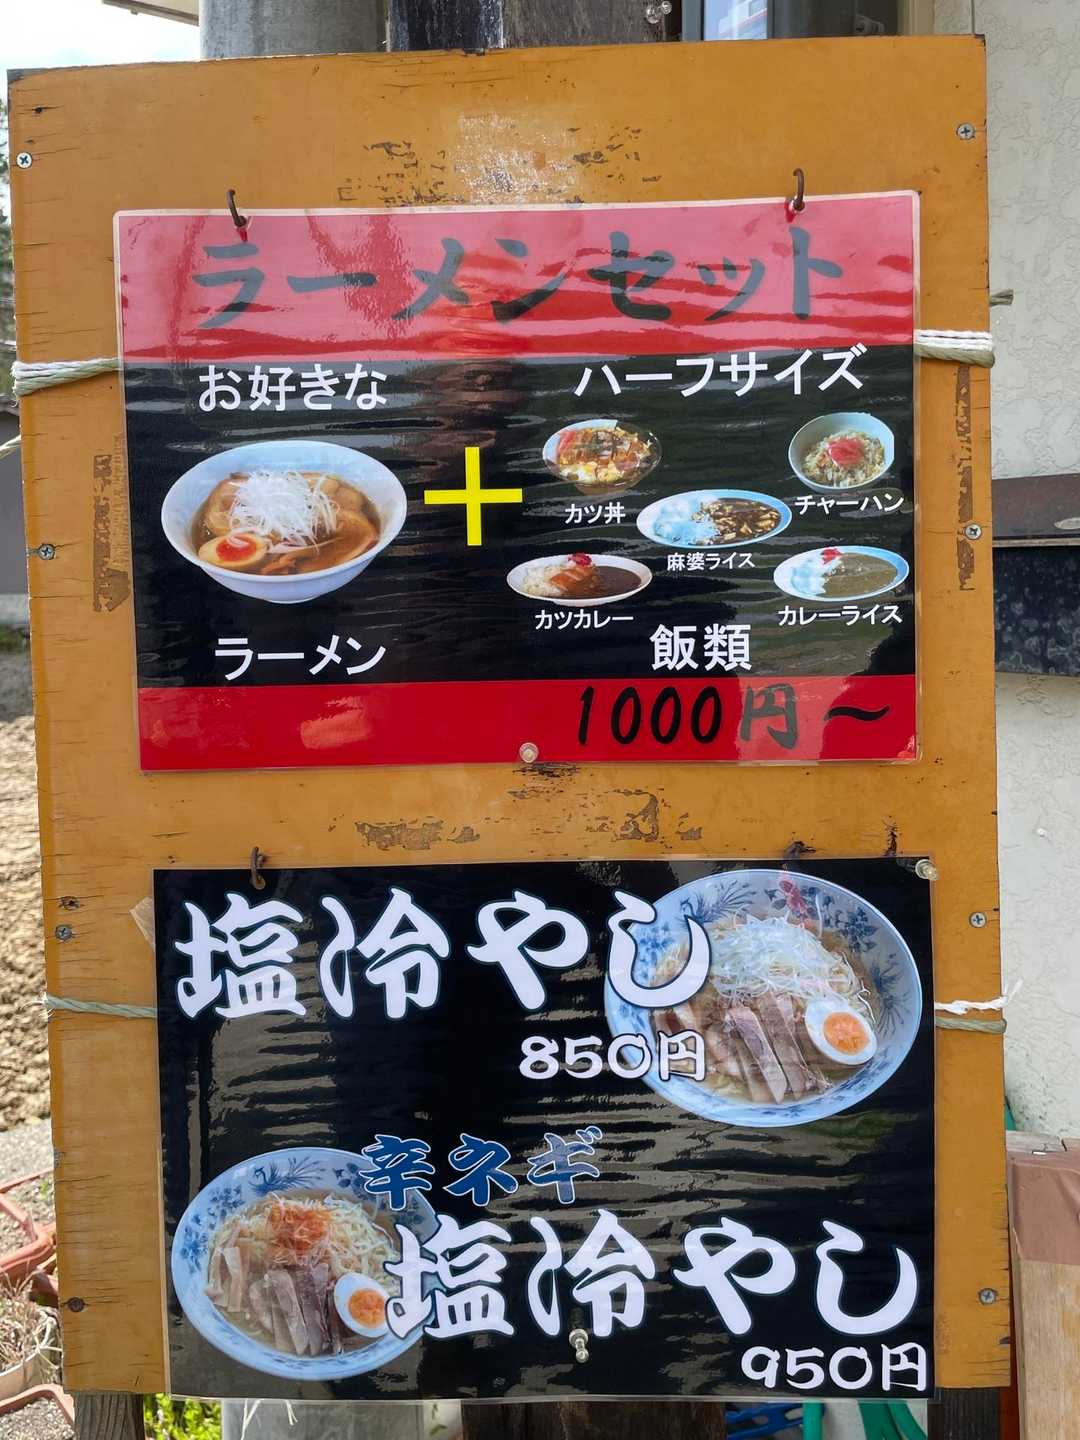 ラーメンセット
お好きな
ハーフサイズ
+
カツ丼
チャーハン
麻婆ライス
カツカレー
カレーライス
ラーメン
飯類
1000円～
塩冷やし
850円
辛ネギ
塩冷やし
950円